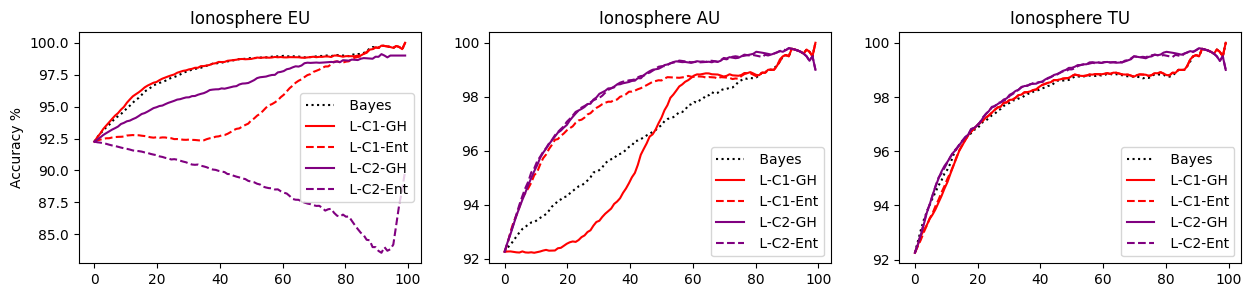 Ionosphere EU
Accuracy %
100.0
97.5
95.0
92.5
90.0
87.5
85.0
0 20 40 60 80 100
Bayes
L-C1-GH
L-C1-Ent
L-C2-GH
L-C2-Ent
Ionosphere AU
100
98
96
94
92
0 20 40 60 80 100
Bayes
L-C1-GH
L-C1-Ent
L-C2-GH
L-C2-Ent
Ionosphere TU
100
98
96
94
92
0 20 40 60 80 100
Bayes
L-C1-GH
L-C1-Ent
L-C2-GH
L-C2-Ent